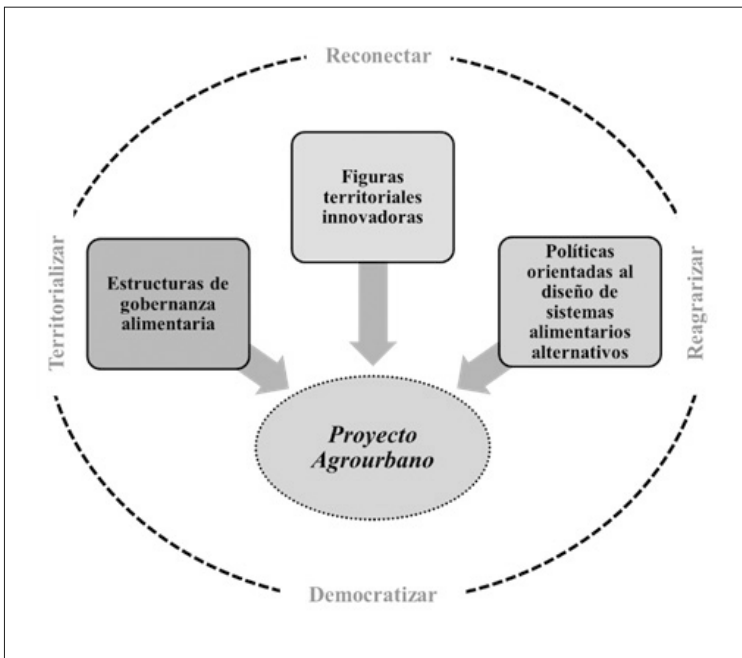 Reconectar
Figuras
territoriales
innovadoras
Territorializar
Estructuras de
gobernanza
alimentaria
Políticas
orientadas al
diseño de
sistemas
alimentarios
alternativos
Reagrarizar
Proyecto
Agrourbano
Democratizar